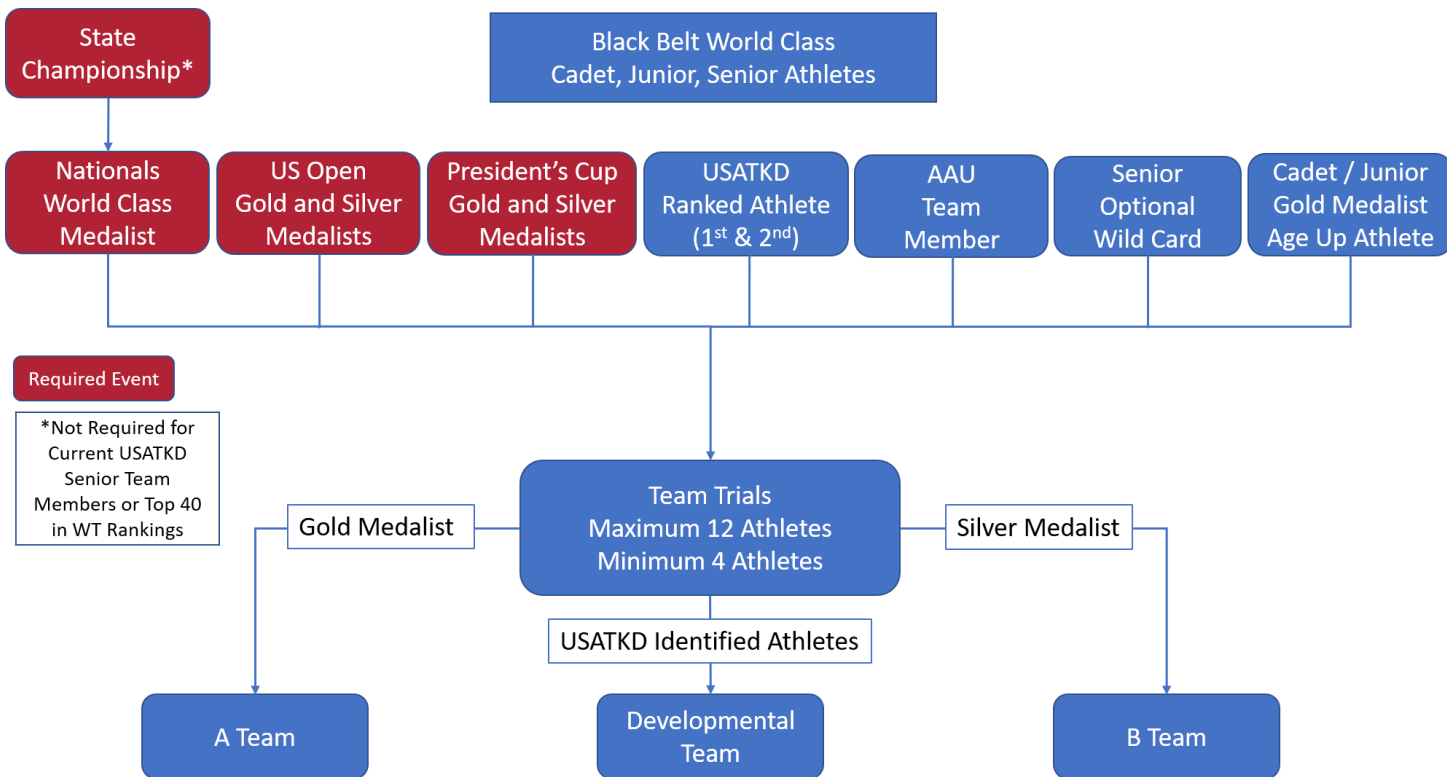 State
Championship*
Black Belt World Class
Cadet, Junior, Senior Athletes
Nationals
World Class
Medalist
US Open
Gold and Silver
Medalists
President’s Cup
Gold and Silver
Medalists
USATKD
Ranked Athlete
(1st & 2nd)
AAU
Team
Member
Senior
Optional
Wild Card
Cadet / Junior
Gold Medalist
Age Up Athlete
Required Event
*Not Required for
Current USATKD
Senior Team
Members or Top 40
in WT Rankings
Team Trials
Maximum 12 Athletes
Minimum 4 Athletes
Gold Medalist
Silver Medalist
USATKD Identified Athletes
A Team
Developmental
Team
B Team